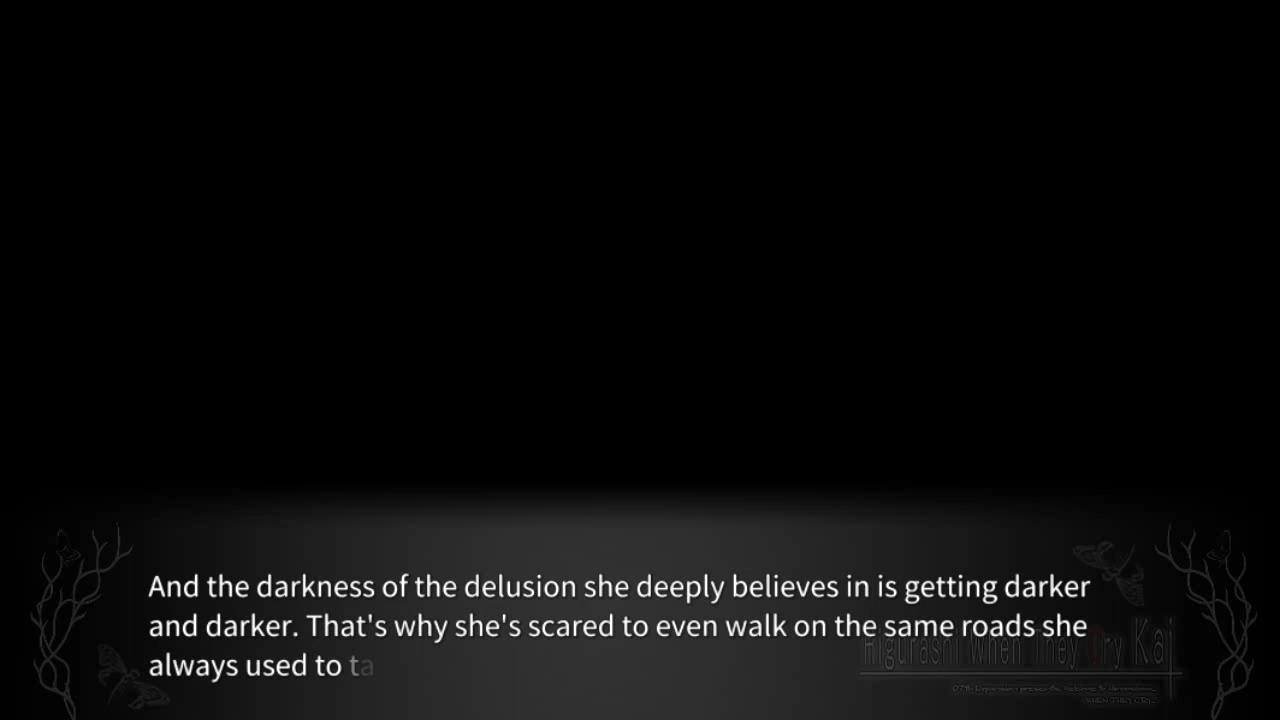 And the darkness of the delusion she deeply believes in is getting darker
and darker. That's why she's scared to even walk on the same roads she
always used to ta
Higurashi When They Cry Kai